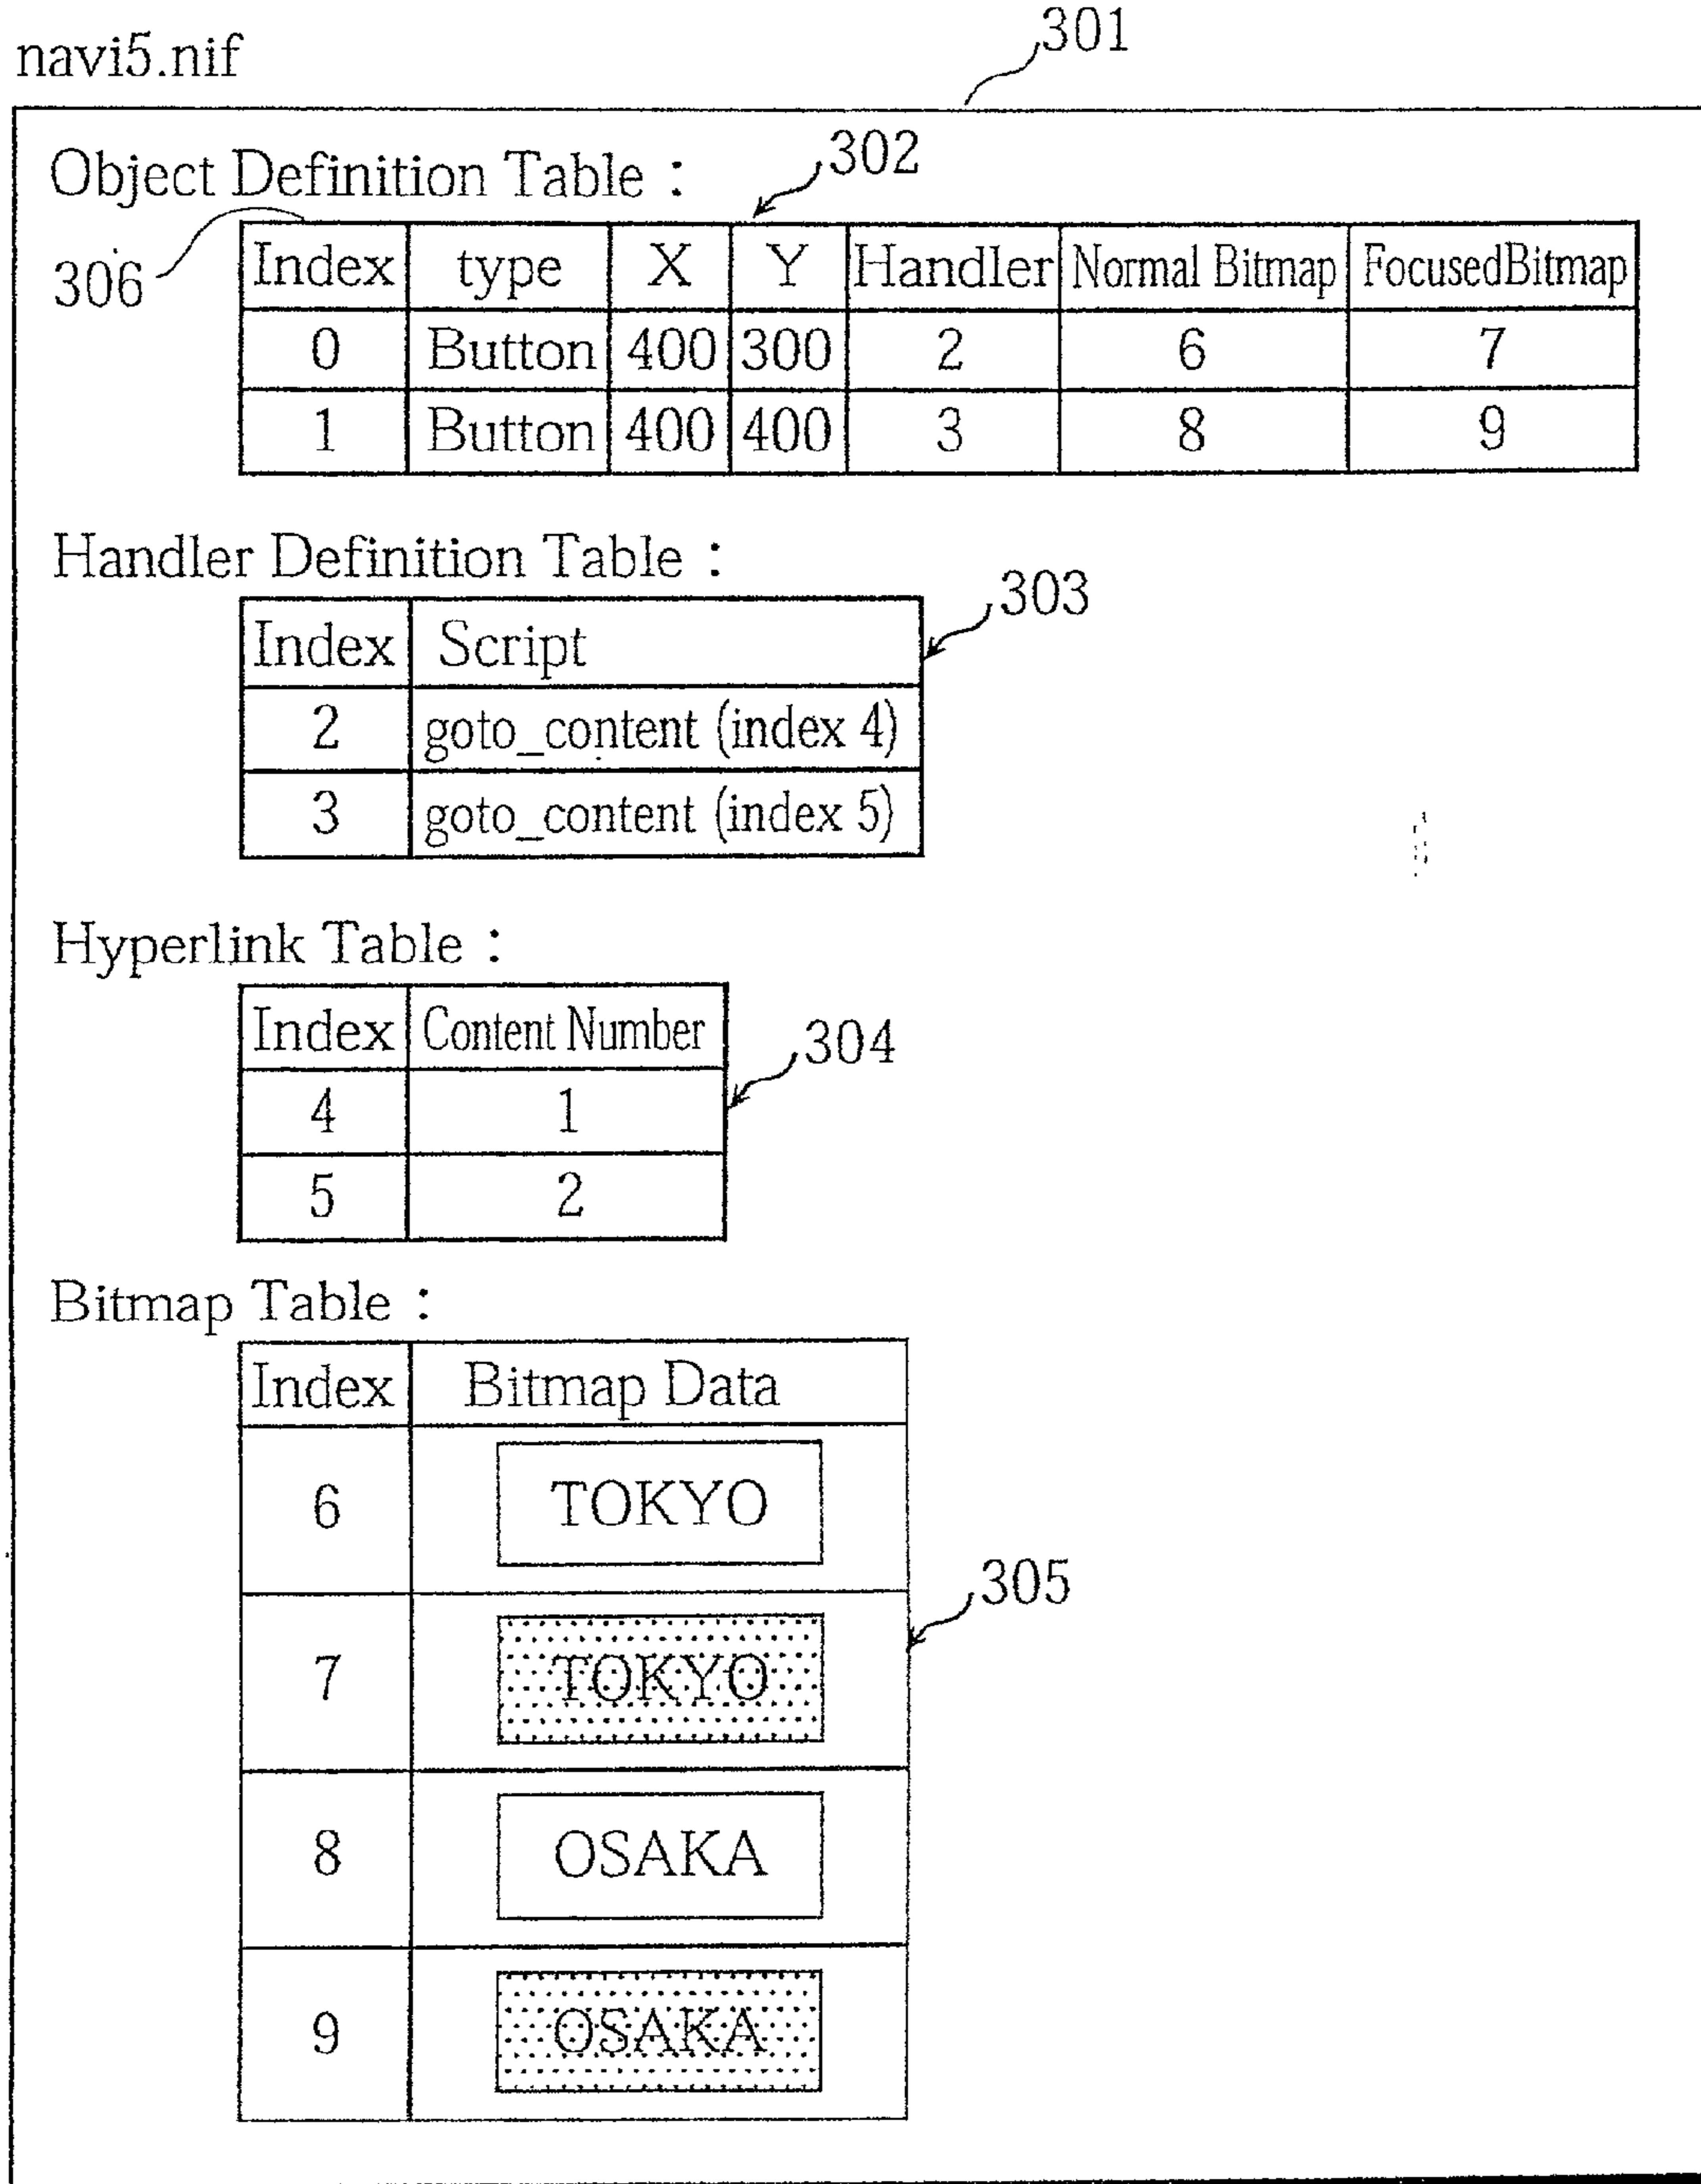 301
navi5.nif
Object Definition Table :
302
306
Index type X Y Handler Normal Bitmap FocusedBitmap
0 Button 400 300 2 6 7
1 Button 400 400 3 8 9
Handler Definition Table :
303
Index Script
2 goto_content (index 4)
3 goto_content (index 5)
Hyperlink Table :
304
Index Content Number
4 1
5 2
Bitmap Table :
Index Bitmap Data
6 TOKYO
305
7 TOKYO
8 OSAKA
9 OSAKA